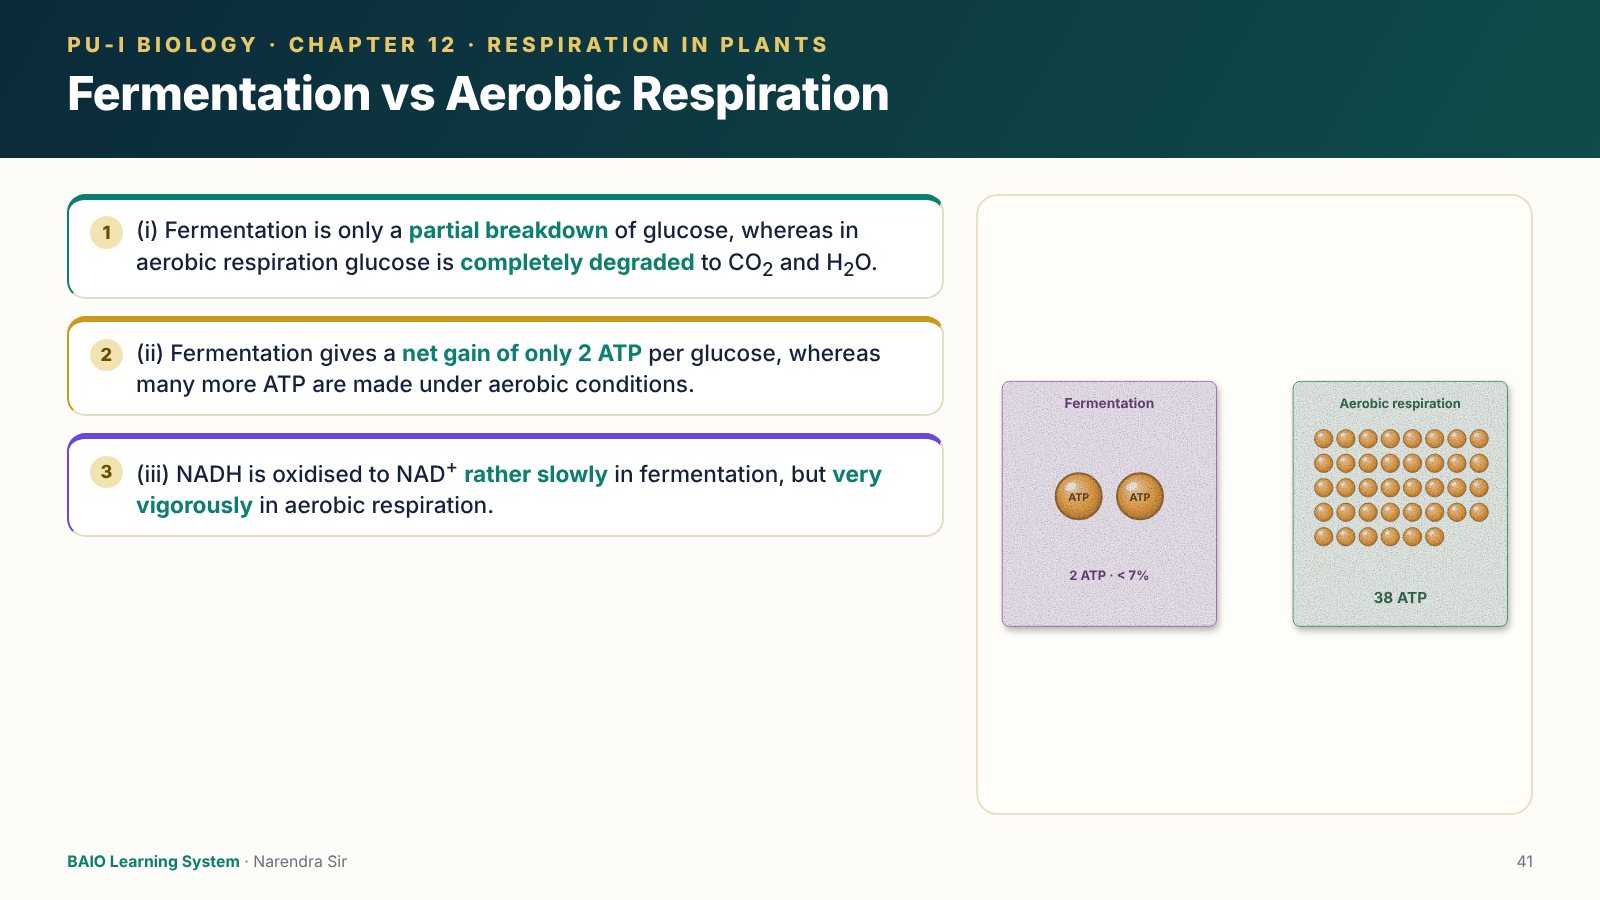 PU-I BIOLOGY · CHAPTER 12 · RESPIRATION IN PLANTS
Fermentation vs Aerobic Respiration
1
(i) Fermentation is only a partial breakdown of glucose, whereas in
aerobic respiration glucose is completely degraded to CO₂ and H₂O.
2
(ii) Fermentation gives a net gain of only 2 ATP per glucose, whereas
many more ATP are made under aerobic conditions.
3
(iii) NADH is oxidised to NAD⁺ rather slowly in fermentation, but very
vigorously in aerobic respiration.
Fermentation
ATP ATP
2 ATP · < 7%
Aerobic respiration
38 ATP
BAIO Learning System · Narendra Sir
41